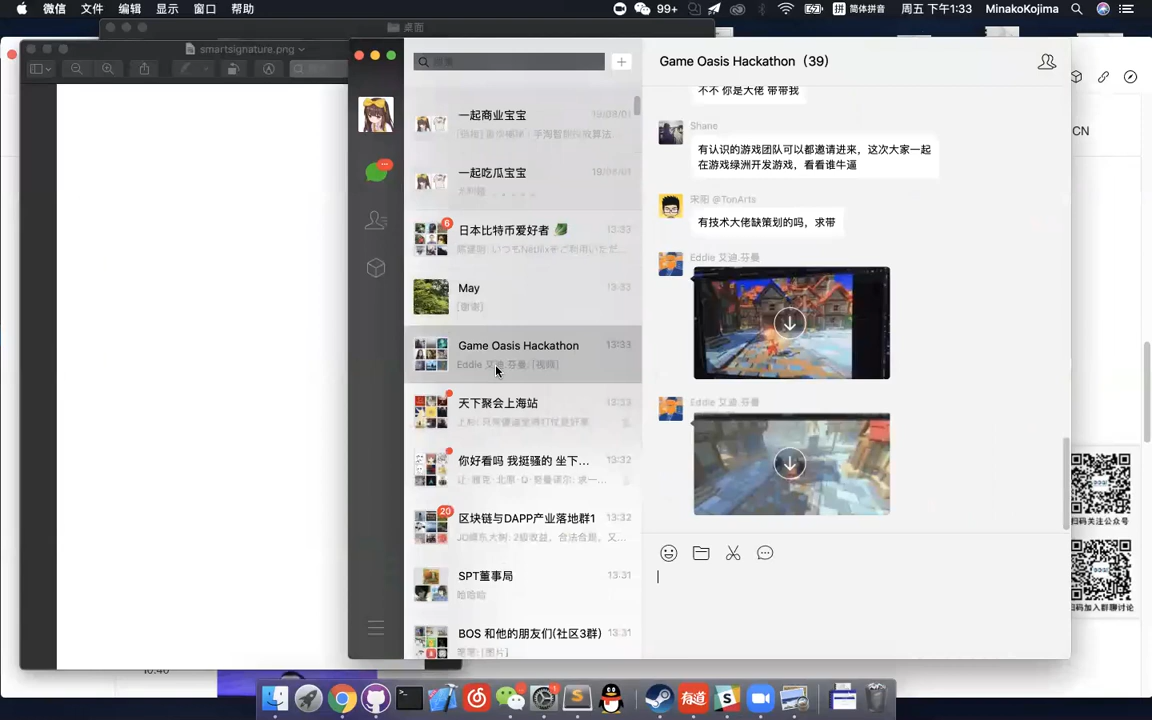 微信 文件 编辑 显示 窗口 帮助
99+ 拼 简体拼音 周五 下午1:33 MinakoKojima
桌面
smartsignature.png
Game Oasis Hackathon（39）
一起商业宝宝
一起吃瓜宝宝
6
日本比特币爱好者 13:33
May 13:33
[谢谢]
Game Oasis Hackathon 13:33
Eddie 艾迪.芬曼: [视频]
天下聚会上海站 13:33
你好看吗 我挺骚的 坐下... 13:32
20
区块链与DAPP产业落地群1 13:32
SPT董事局 13:31
哈哈哈
BOS 和他的朋友们(社区3群) 13:31
不不 你是大佬 带带我
Shane
有认识的游戏团队可以都邀请进来，这次大家一起
在游戏绿洲开发游戏，看看谁牛逼
宋阳 @TonArts
有技术大佬缺策划的吗，求带
Eddie 艾迪.芬曼
Eddie 艾迪.芬曼
CN
扫码关注公众号
扫码加入群聊讨论
有道